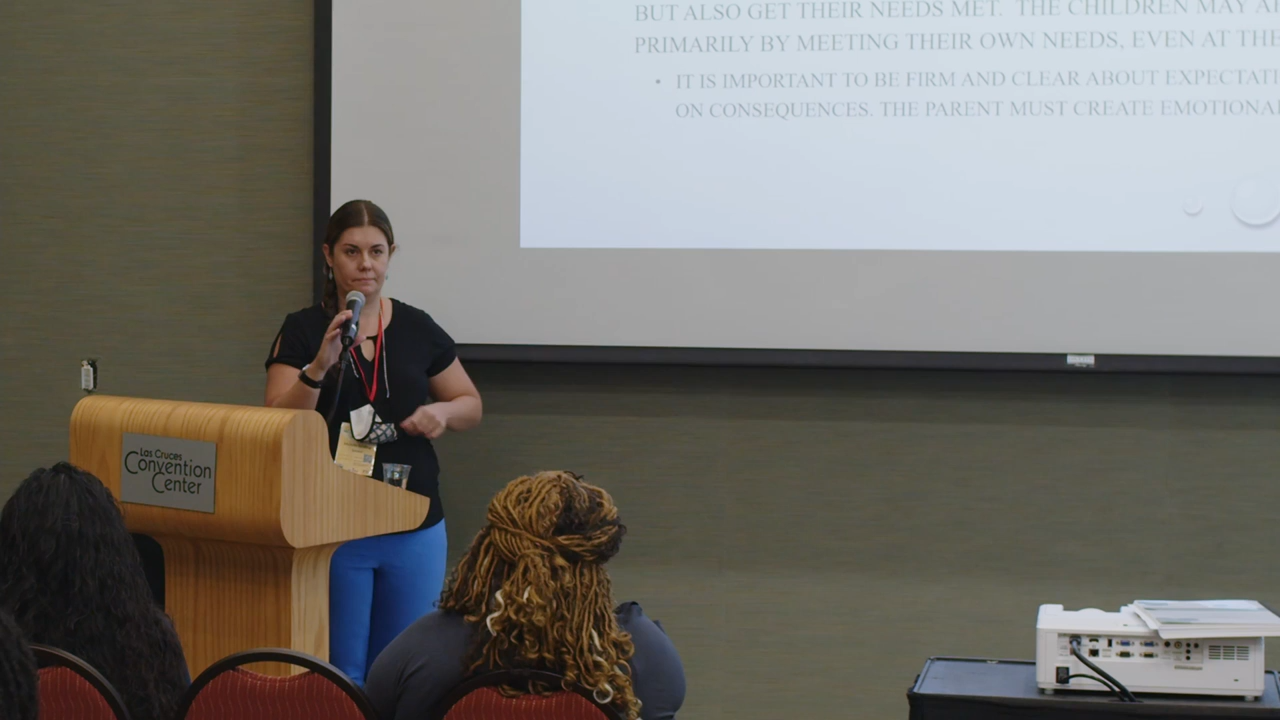 BUT ALSO GET THEIR NEEDS MET. THE CHILDREN MAY
PRIMARILY BY MEETING THEIR OWN NEEDS, EVEN AT THE
• IT IS IMPORTANT TO BE FIRM AND CLEAR ABOUT EXPECTATI
ON CONSEQUENCES. THE PARENT MUST CREATE EMOTIONAL
Las Cruces
Convention
Center